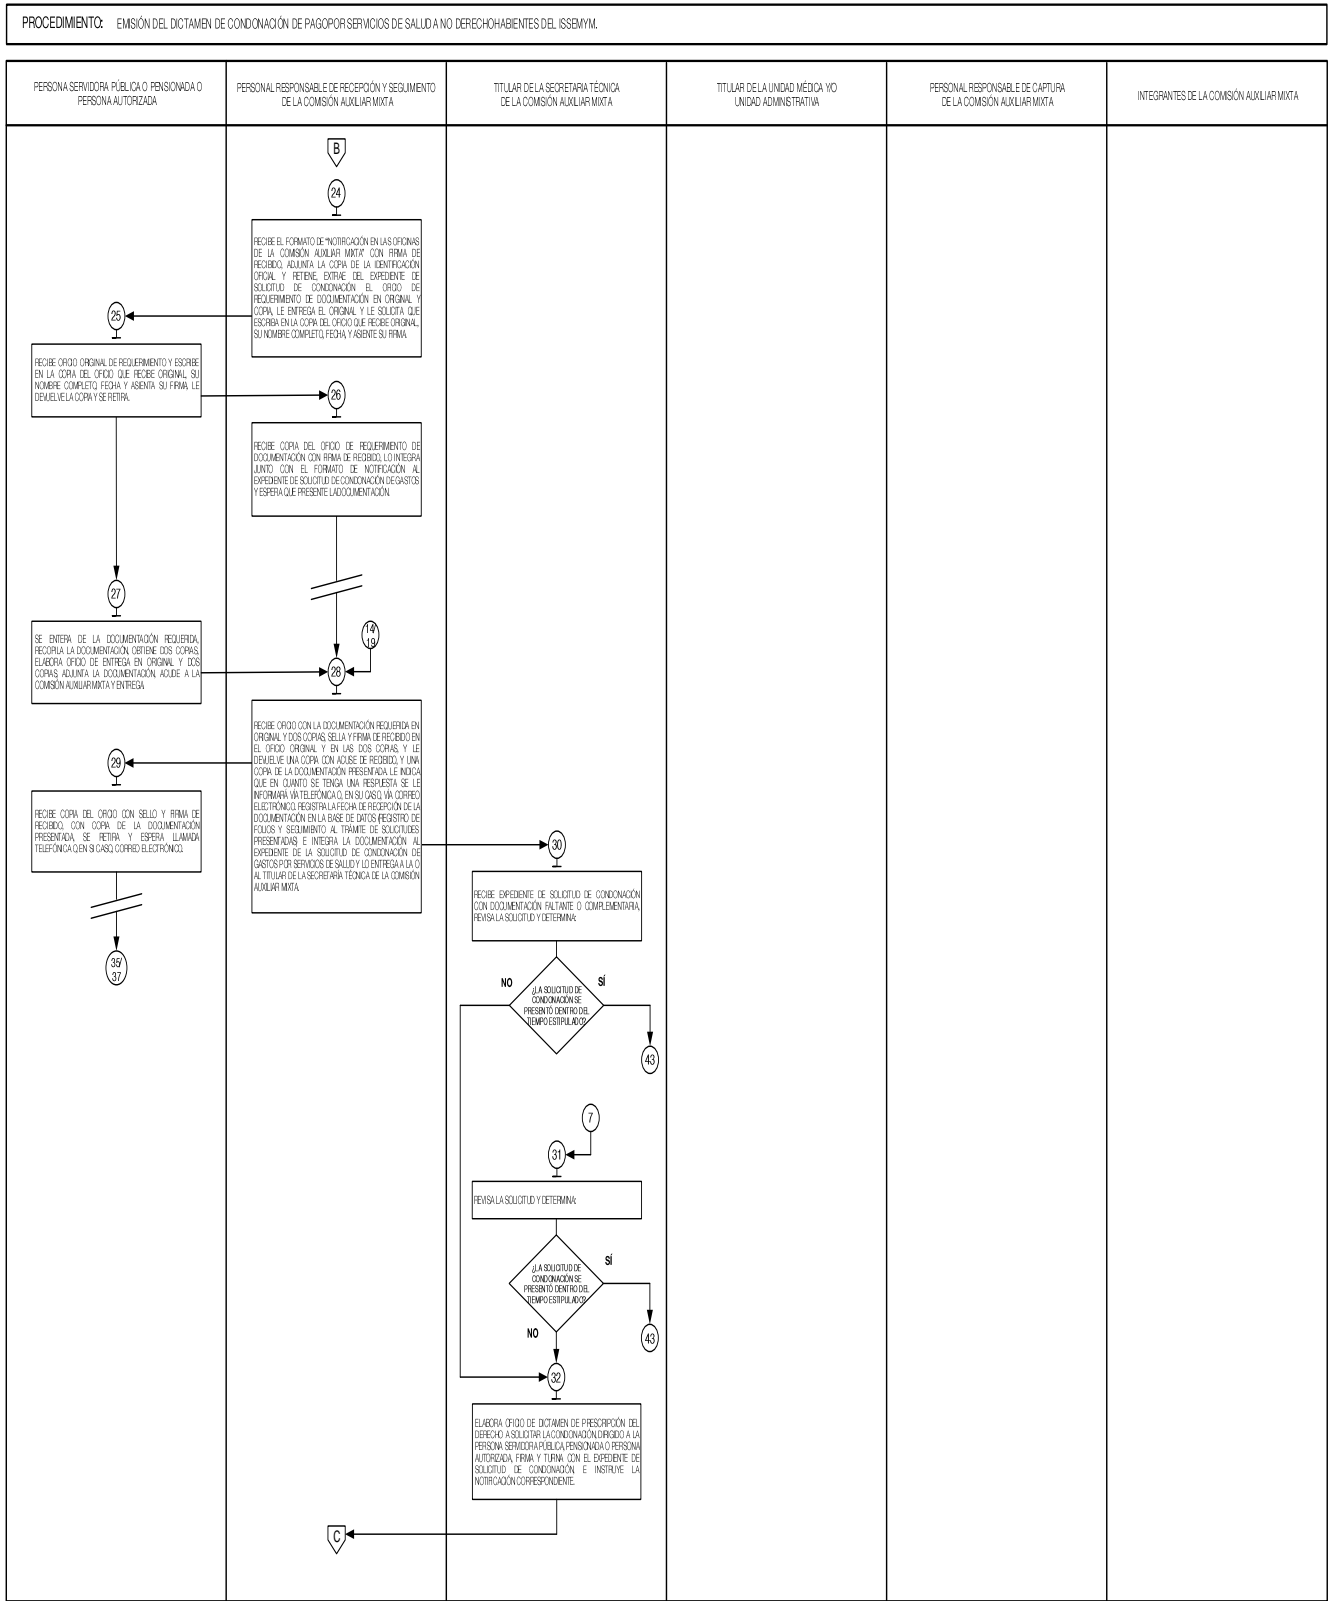 PROCEDIMIENTO: EMISIÓN DEL DICTAMEN DE CONDONACIÓN DE PAGOPOR SERVICIOS DE SALUD A NO DERECHOHABIENTES DEL ISSEMYM.
PERSONA SERVIDORA PÚBLICA O PENSIONADA O
PERSONA AUTORIZADA
PERSONAL RESPONSABLE DE RECEPCIÓN Y SEGUIMIENTO
DE LA COMISIÓN AUXILIAR MIXTA
TITULAR DE LA SECRETARIA TÉCNICA
DE LA COMISIÓN AUXILIAR MIXTA
TITULAR DE LA UNIDAD MÉDICA Y/O
UNIDAD ADMINISTRATIVA
PERSONAL RESPONSABLE DE CAPTURA
DE LA COMISIÓN AUXILIAR MIXTA
INTEGRANTES DE LA COMISIÓN AUXILIAR MIXTA
B
24
RECIBE EL FORMATO DE "NOTIFICACIÓN EN LAS OFICINAS
DE LA COMISIÓN AUXILIAR MIXTA" CON FIRMA DE
RECIBIDO, ADJUNTA LA COPIA DE LA IDENTIFICACIÓN
OFICIAL Y RETIENE, EXTRAE DEL EXPEDIENTE DE
SOLICITUD DE CONDONACIÓN EL OFICIO DE
REQUERIMIENTO DE DOCUMENTACIÓN EN ORIGINAL Y
COPIA, LE ENTREGA EL ORIGINAL Y LE SOLICITA QUE
ESCRIBA EN LA COPIA DEL OFICIO QUE RECIBE ORIGINAL,
SU NOMBRE COMPLETO, FECHA, Y ASIENTE SU FIRMA.
25
RECIBE OFICIO ORIGINAL DE REQUERIMIENTO Y ESCRIBE
EN LA COPIA DEL OFICIO QUE RECIBE ORIGINAL, SU
NOMBRE COMPLETO, FECHA Y ASIENTA SU FIRMA, LE
DEVUELVE LA COPIA Y SE RETIRA.
26
RECIBE COPIA DEL OFICIO DE REQUERIMIENTO DE
DOCUMENTACIÓN CON FIRMA DE RECIBIDO, LO INTEGRA
JUNTO CON EL FORMATO DE NOTIFICACIÓN AL
EXPEDIENTE DE SOLICITUD DE CONDONACIÓN DE GASTOS
Y ESPERA QUE PRESENTE LA DOCUMENTACIÓN.
27
SE ENTERA DE LA DOCUMENTACIÓN REQUERIDA,
RECOPILA LA DOCUMENTACIÓN, OBTIENE DOS COPIAS,
ELABORA OFICIO DE ENTREGA EN ORIGINAL Y DOS
COPIAS, ADJUNTA LA DOCUMENTACIÓN, ACUDE A LA
COMISIÓN AUXILIAR MIXTA Y ENTREGA.
14/
19
28
RECIBE OFICIO CON LA DOCUMENTACIÓN REQUERIDA EN
ORIGINAL Y DOS COPIAS, SELLA Y FIRMA DE RECIBIDO EN
EL OFICIO ORIGINAL Y EN LAS DOS COPIAS, Y LE
DEVUELVE UNA COPIA CON ACUSE DE RECIBIDO, Y UNA
COPIA DE LA DOCUMENTACIÓN PRESENTADA. LE INDICA
QUE EN CUANTO SE TENGA UNA RESPUESTA SE LE
INFORMARÁ VÍA TELEFÓNICA O, EN SU CASO, VÍA CORREO
ELECTRÓNICO. REGISTRA LA FECHA DE RECEPCIÓN DE LA
DOCUMENTACIÓN EN LA BASE DE DATOS (REGISTRO DE
FOLIOS Y SEGUIMIENTO AL TRÁMITE DE SOLICITUDES
PRESENTADAS) E INTEGRA LA DOCUMENTACIÓN AL
EXPEDIENTE DE LA SOLICITUD DE CONDONACIÓN DE
GASTOS POR SERVICIOS DE SALUD Y LO ENTREGA A LA O
AL TITULAR DE LA SECRETARÍA TÉCNICA DE LA COMISIÓN
AUXILIAR MIXTA.
29
RECIBE COPIA DEL OFICIO CON SELLO Y FIRMA DE
RECIBIDO, CON COPIA DE LA DOCUMENTACIÓN
PRESENTADA, SE RETIRA Y ESPERA LLAMADA
TELEFÓNICA O, EN SI CASO, CORREO ELECTRÓNICO.
35/
37
30
RECIBE EXPEDIENTE DE SOLICITUD DE CONDONACIÓN
CON DOCUMENTACIÓN FALTANTE O COMPLEMENTARIA,
REVISA LA SOLICITUD Y DETERMINA:
NO
SÍ
¿LA SOLICITUD DE
CONDONACIÓN SE
PRESENTÓ DENTRO DEL
TIEMPO ESTIPULADO?
43
7
31
REVISA LA SOLICITUD Y DETERMINA:
SÍ
¿LA SOLICITUD DE
CONDONACIÓN SE
PRESENTÓ DENTRO DEL
TIEMPO ESTIPULADO?
NO
43
32
ELABORA OFICIO DE DICTAMEN DE PRESCRIPCIÓN DEL
DERECHO A SOLICITAR LA CONDONACIÓN, DIRIGIDO A LA
PERSONA SERVIDORA PÚBLICA, PENSIONADA O PERSONA
AUTORIZADA, FIRMA Y TURNA CON EL EXPEDIENTE DE
SOLICITUD DE CONDONACIÓN E INSTRUYE LA
NOTIFICACIÓN CORRESPONDIENTE.
C